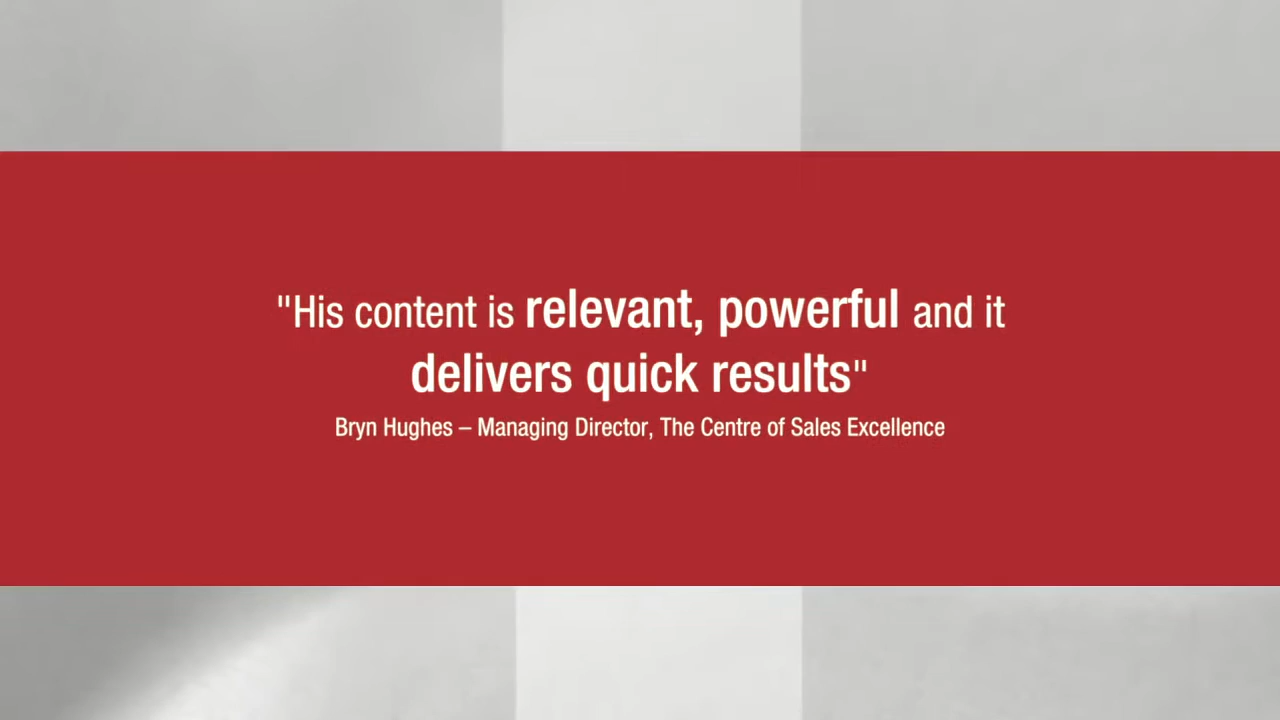 "His content is relevant, powerful and it
delivers quick results"
Bryn Hughes – Managing Director, The Centre of Sales Excellence